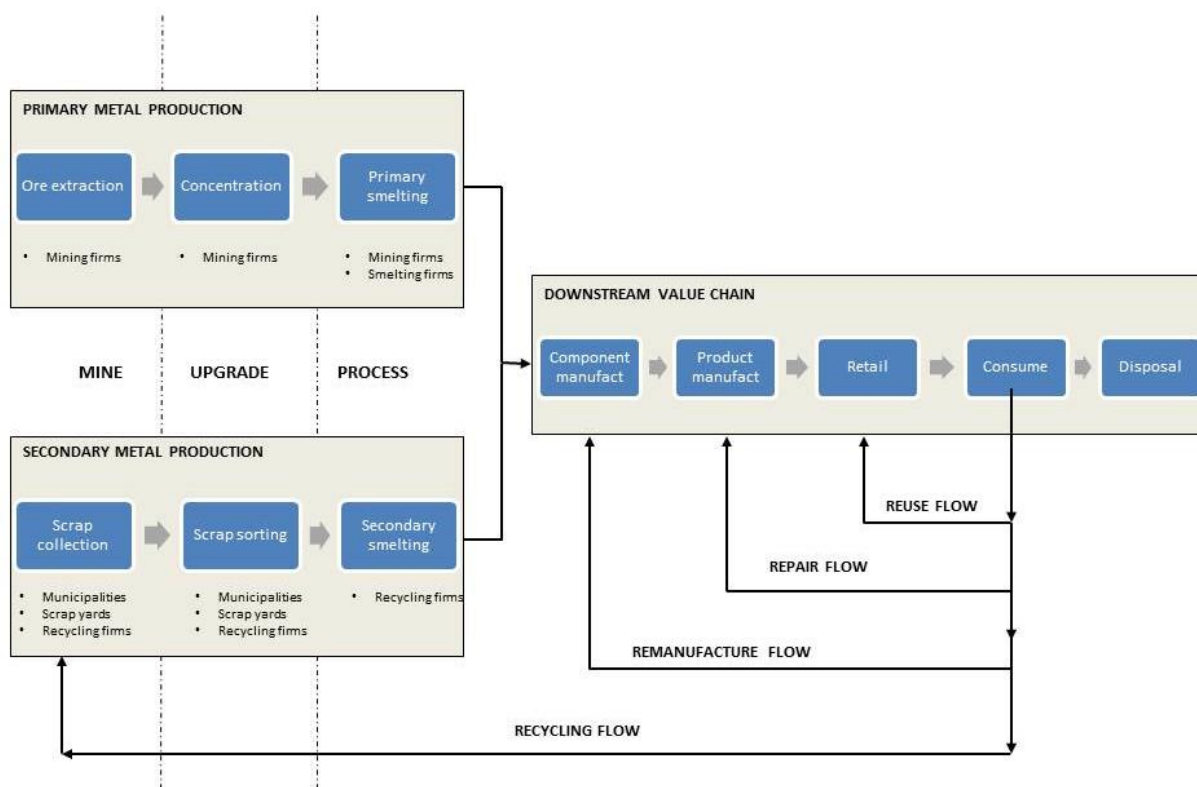 PRIMARY METAL PRODUCTION
Ore extraction
Concentration
Primary
smelting
• Mining firms
• Mining firms
• Mining firms
• Smelting firms
MINE
UPGRADE
PROCESS
DOWNSTREAM VALUE CHAIN
Component
manufact
Product
manufact
Retail
Consume
Disposal
SECONDARY METAL PRODUCTION
Scrap
collection
Scrap sorting
Secondary
smelting
• Municipalities
• Scrap yards
• Recycling firms
• Municipalities
• Scrap yards
• Recycling firms
• Recycling firms
REUSE FLOW
REPAIR FLOW
REMANUFACTURE FLOW
RECYCLING FLOW